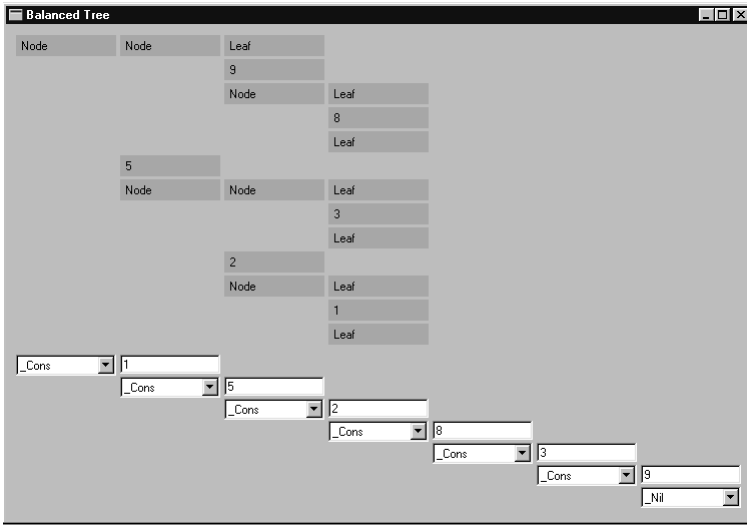 Balanced Tree
Node Node Leaf
9
Node Leaf
8
Leaf
5
Node Node Leaf
3
Leaf
2
Node Leaf
1
Leaf
_Cons 1
_Cons 5
_Cons 2
_Cons 8
_Cons 3
_Cons 9
_Nil